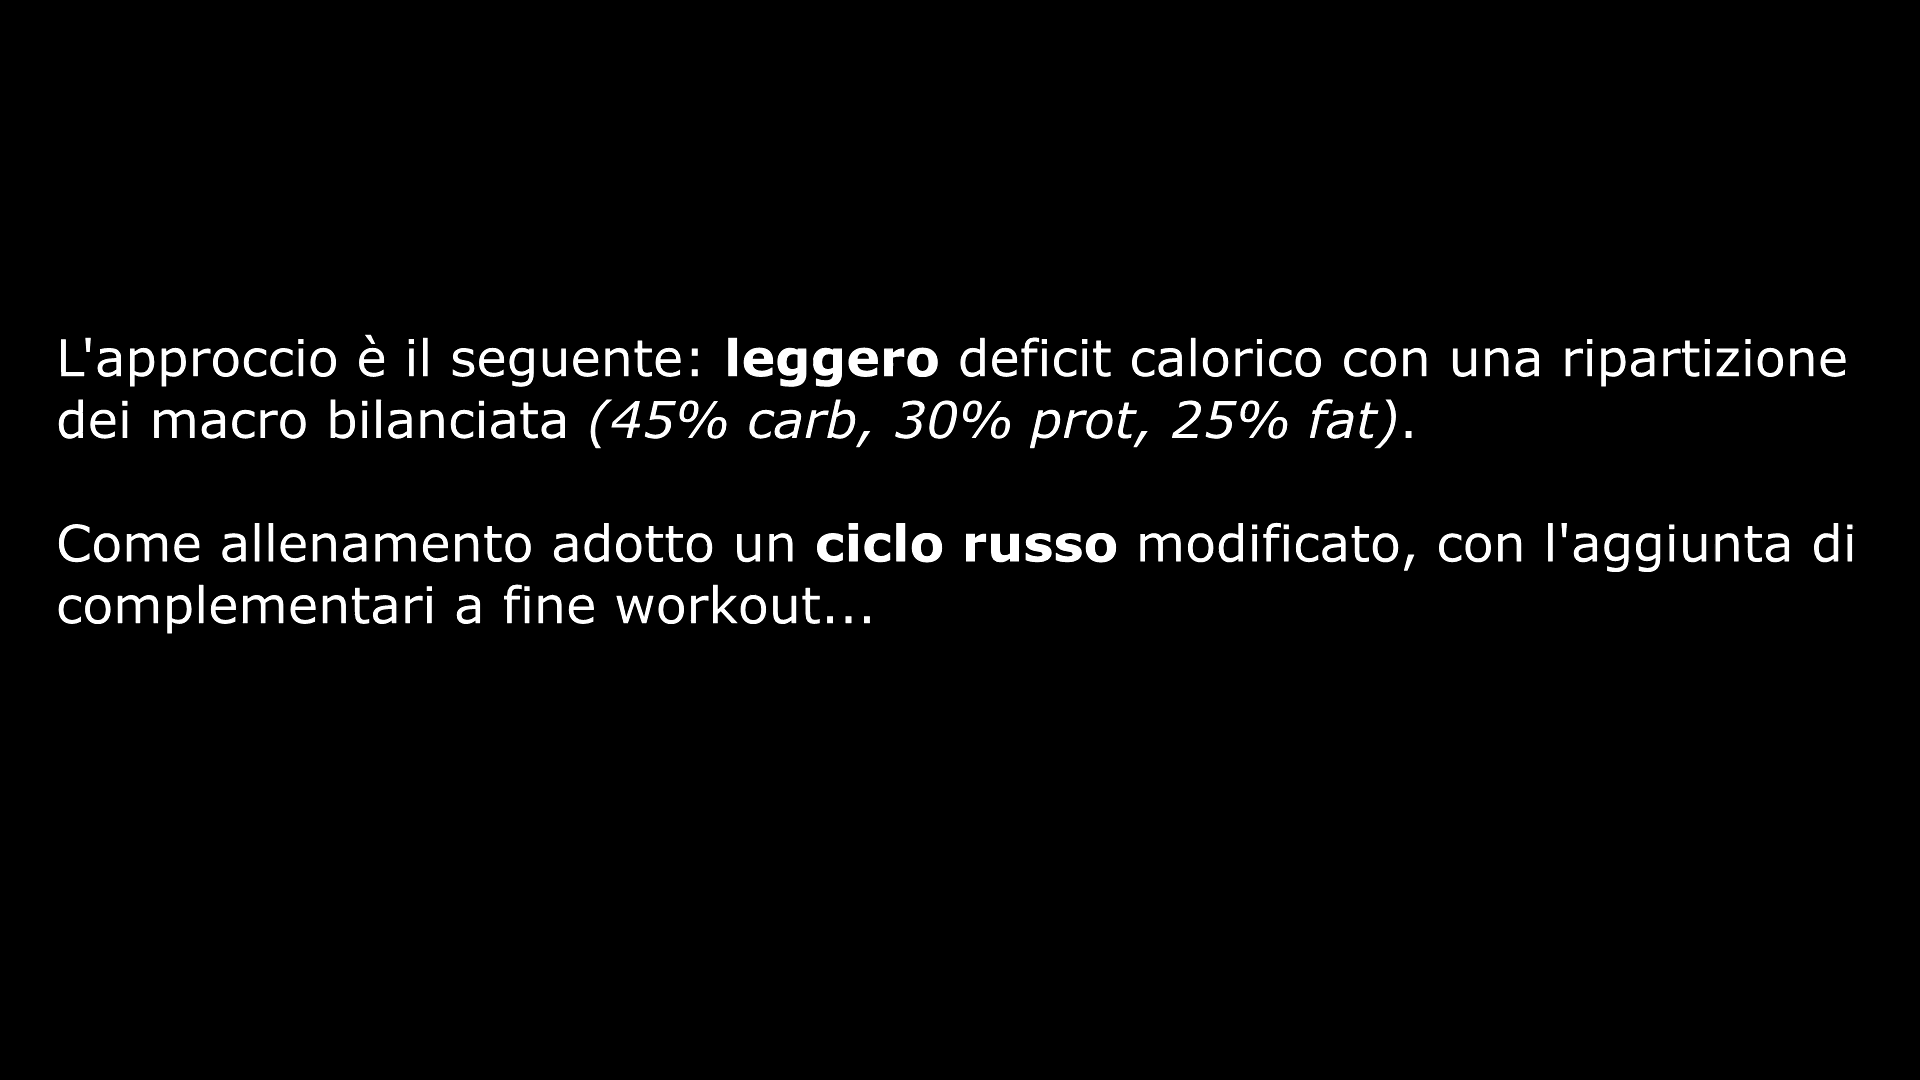 L'approccio è il seguente: leggero deficit calorico con una ripartizione
dei macro bilanciata (45% carb, 30% prot, 25% fat).
Come allenamento adotto un ciclo russo modificato, con l'aggiunta di
complementari a fine workout...